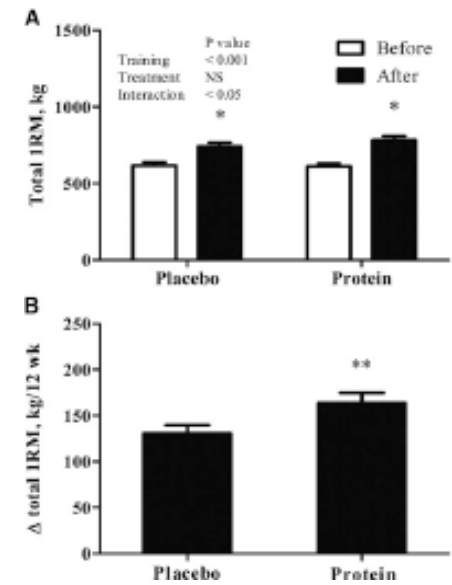 A
Total 1RM, kg
1500
1000
500
0
P value
Training < 0.001
Treatment NS
Interaction < 0.05
Before
After
*
*
Placebo Protein
B
Δ total 1RM, kg/12 wk
250
200
150
100
50
0
**
Placebo Protein